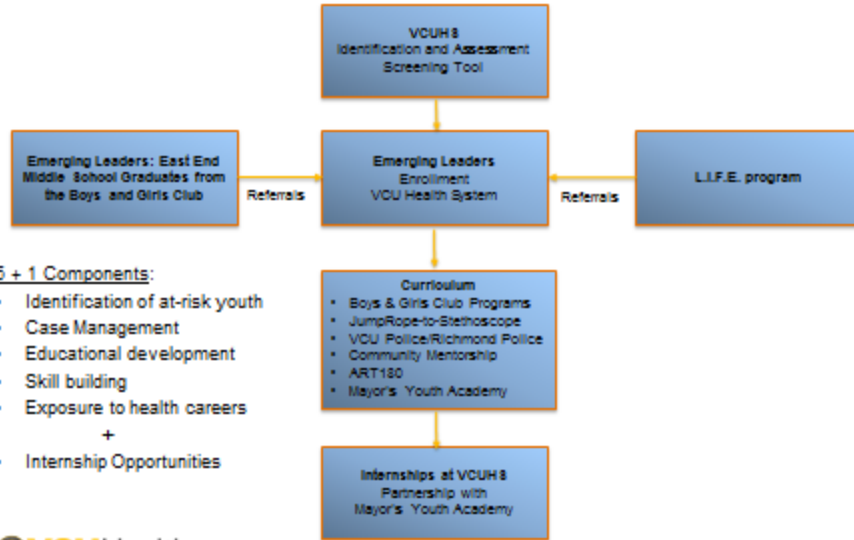 VCUHS
Identification and Assessment
Screening Tool
Emerging Leaders: East End
Middle School Graduates from
the Boys and Girls Club
Referrals
Emerging Leaders
Enrollment
VCU Health System
Referrals
L.I.F.E. program
5 + 1 Components:
• Identification of at-risk youth
• Case Management
• Educational development
• Skill building
• Exposure to health careers
+
• Internship Opportunities
Curriculum
• Boys & Girls Club Programs
• JumpRope-to-Stethoscope
• VCU Police/Richmond Police
• Community Mentorship
• ART180
• Mayor's Youth Academy
Internships at VCUHS
Partnership with
Mayor's Youth Academy